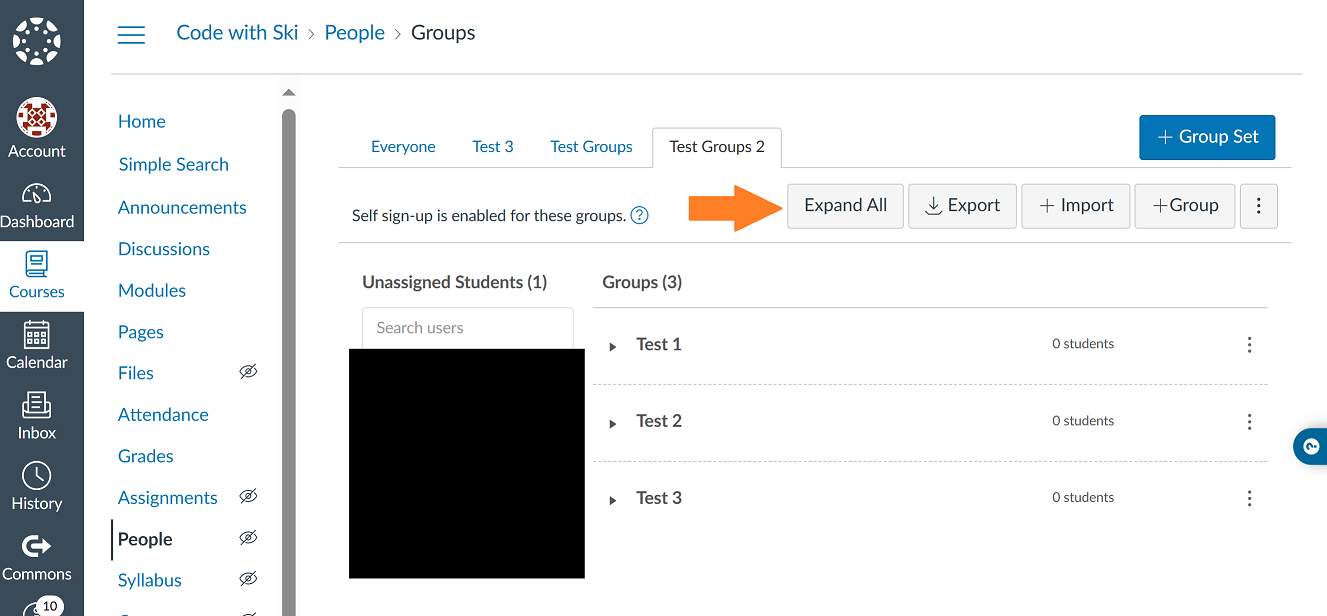 Code with Ski > People > Groups
Account
Dashboard
Courses
Calendar
Inbox
History
Commons
10
Home
Simple Search
Announcements
Discussions
Modules
Pages
Files
Attendance
Grades
Assignments
People
Syllabus
Everyone
Test 3
Test Groups
Test Groups 2
+ Group Set
Self sign-up is enabled for these groups. ?
Expand All
Export
+ Import
+Group
Unassigned Students (1)
Search users
Groups (3)
Test 1
0 students
Test 2
0 students
Test 3
0 students